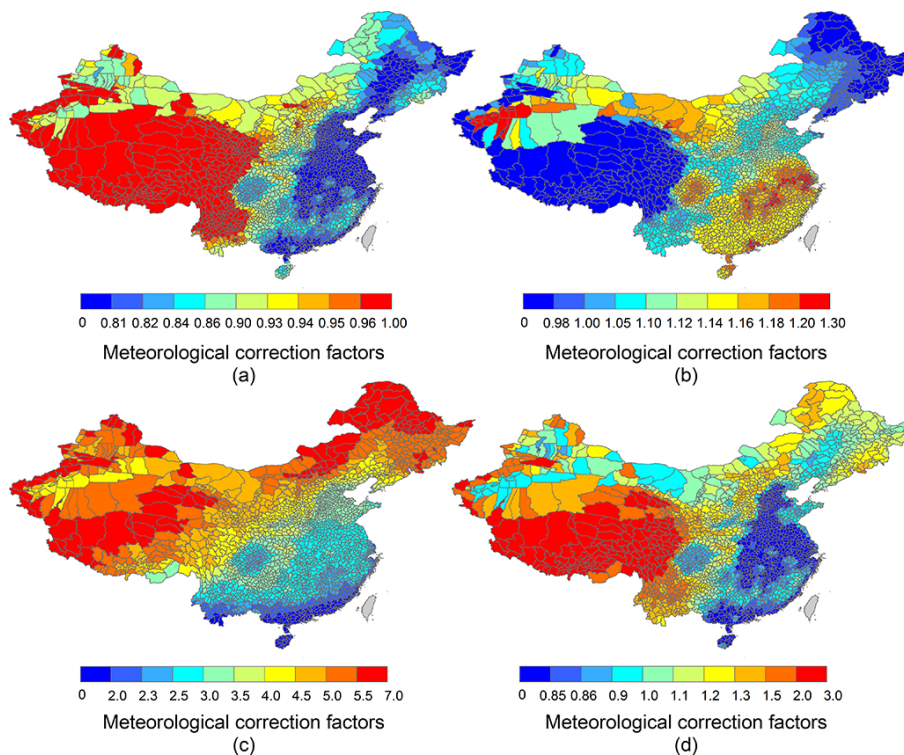 0 0.81 0.82 0.84 0.86 0.90 0.93 0.94 0.95 0.96 1.00
Meteorological correction factors
(a)
0 0.98 1.00 1.05 1.10 1.12 1.14 1.16 1.18 1.20 1.30
Meteorological correction factors
(b)
0 2.0 2.3 2.5 3.0 3.5 4.0 4.5 5.0 5.5 7.0
Meteorological correction factors
(c)
0 0.85 0.86 0.9 1.0 1.1 1.2 1.3 1.5 2.0 3.0
Meteorological correction factors
(d)